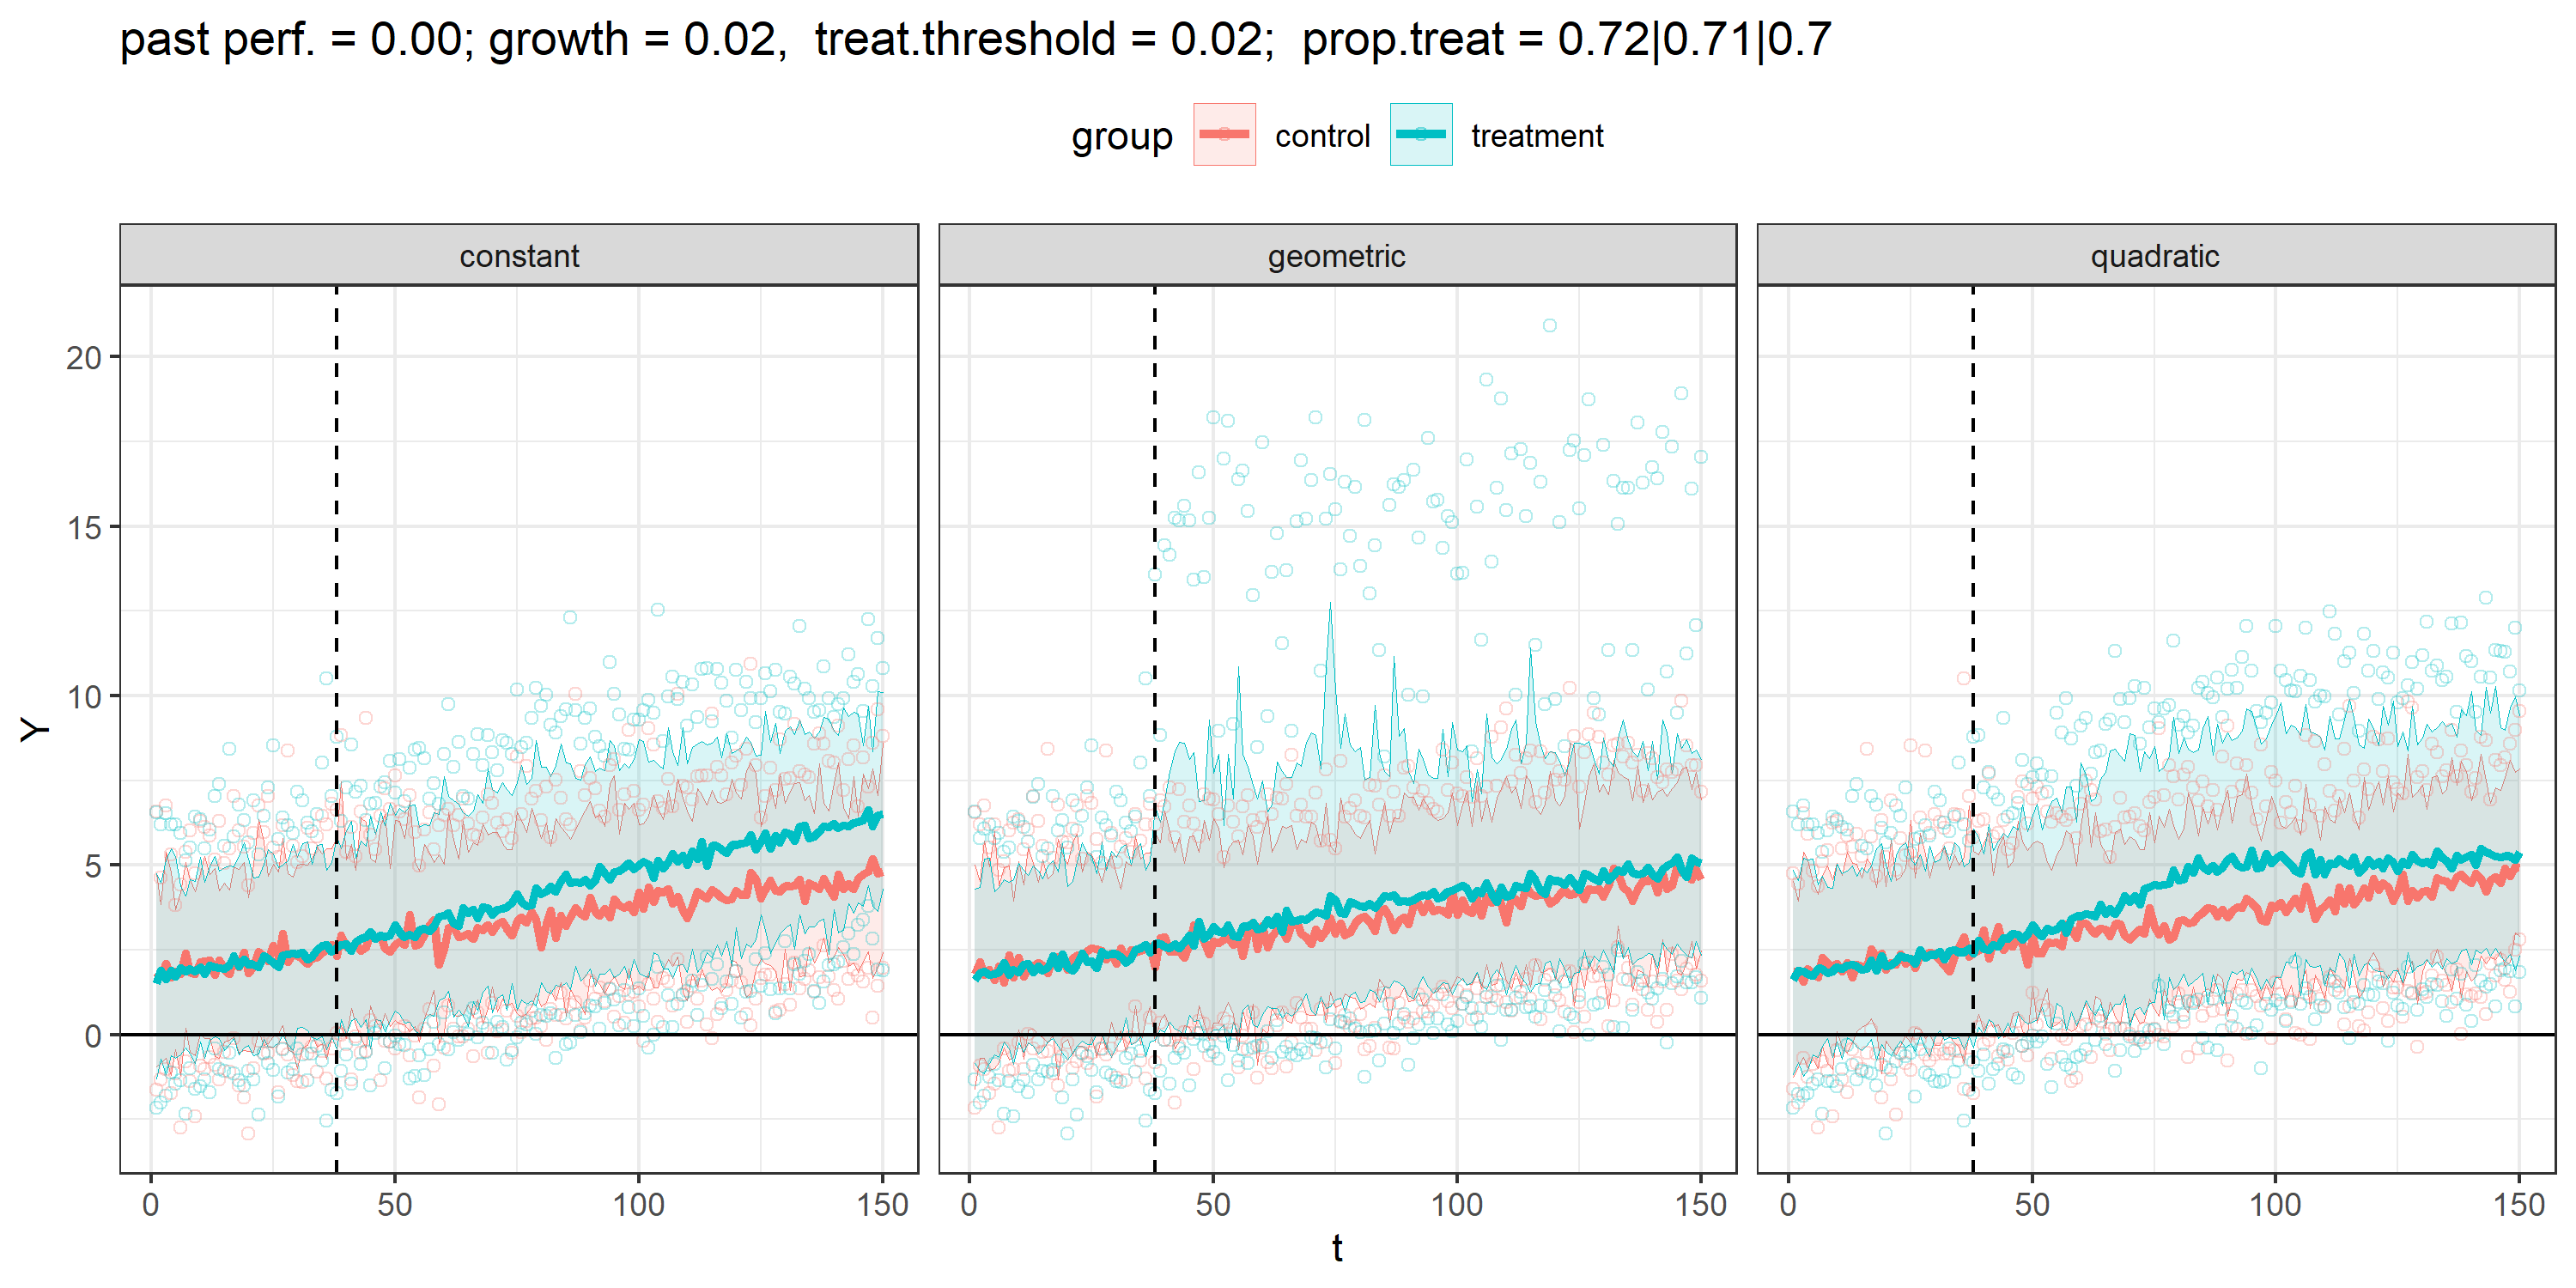 past perf. = 0.00; growth = 0.02,  treat.threshold = 0.02;  prop.treat = 0.72|0.71|0.7
group control treatment
constant geometric quadratic
20
15
10
5
0
Y
0 50 100 150 0 50 100 150 0 50 100 150
t